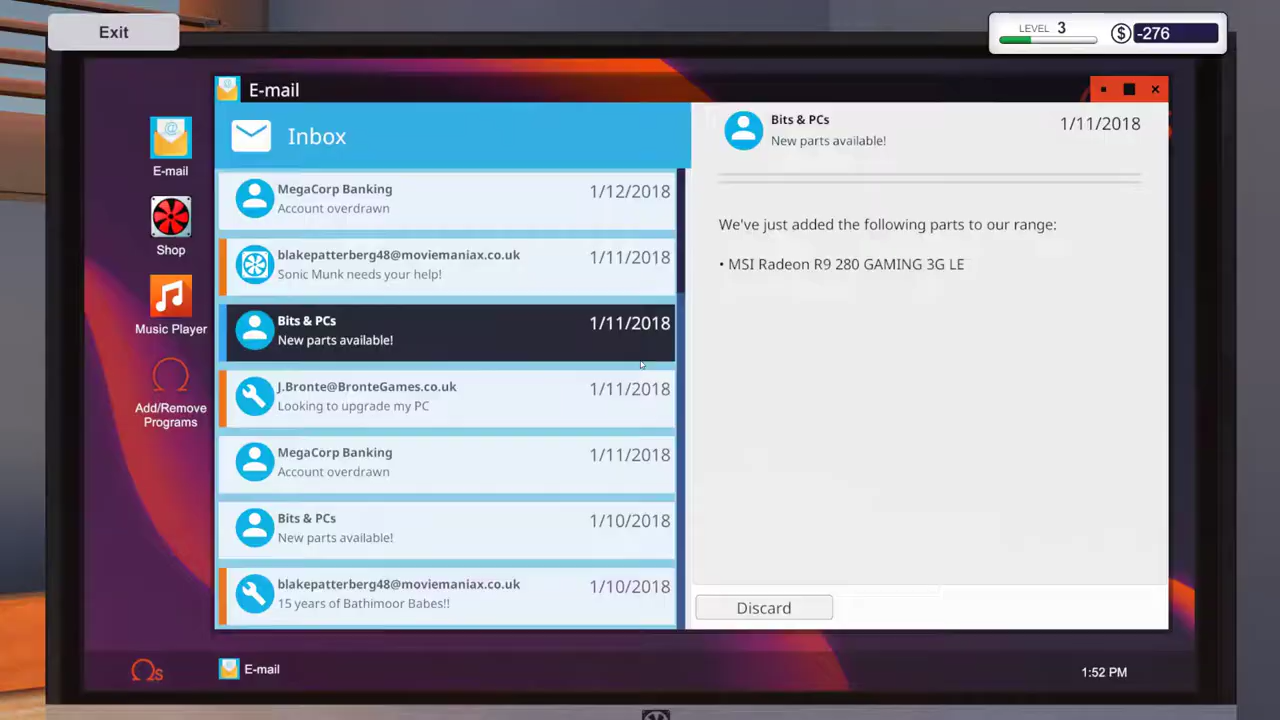 Exit
LEVEL 3
$ -276
E-mail
Inbox
MegaCorp Banking 1/12/2018
Account overdrawn
blakepatterberg48@moviemaniax.co.uk 1/11/2018
Sonic Munk needs your help!
Bits & PCs 1/11/2018
New parts available!
J.Bronte@BronteGames.co.uk 1/11/2018
Looking to upgrade my PC
MegaCorp Banking 1/11/2018
Account overdrawn
Bits & PCs 1/10/2018
New parts available!
blakepatterberg48@moviemaniax.co.uk 1/10/2018
15 years of Bathimoor Babes!!
Bits & PCs 1/11/2018
New parts available!
We've just added the following parts to our range:
• MSI Radeon R9 280 GAMING 3G LE
Discard
E-mail
Shop
Music Player
Add/Remove
Programs
Ωs
E-mail
1:52 PM